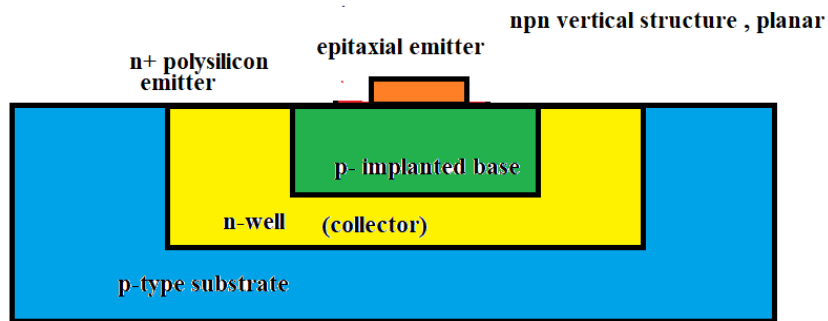 npn vertical structure , planar
epitaxial emitter
n+ polysilicon
emitter
p- implanted base
n-well (collector)
p-type substrate